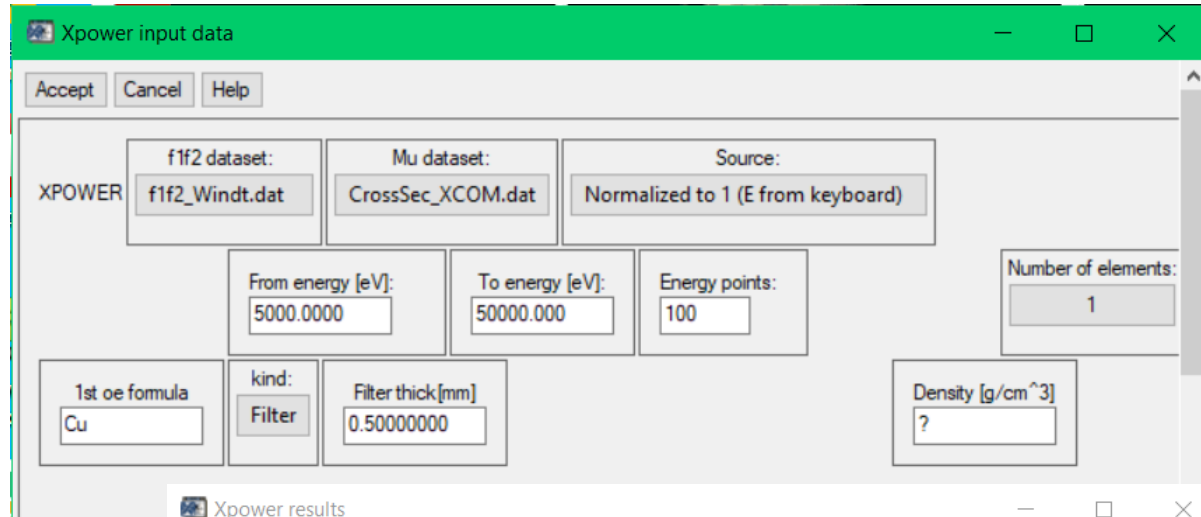 Xpower input data
Accept Cancel Help
f1f2 dataset: Mu dataset: Source:
XPOWER f1f2_Windt.dat CrossSec_XCOM.dat Normalized to 1 (E from keyboard)
From energy [eV]: To energy [eV]: Energy points: Number of elements:
5000.0000 50000.000 100 1
1st oe formula kind: Filter thick[mm] Density [g/cm^3]
Cu Filter 0.50000000 ?
Xpower results